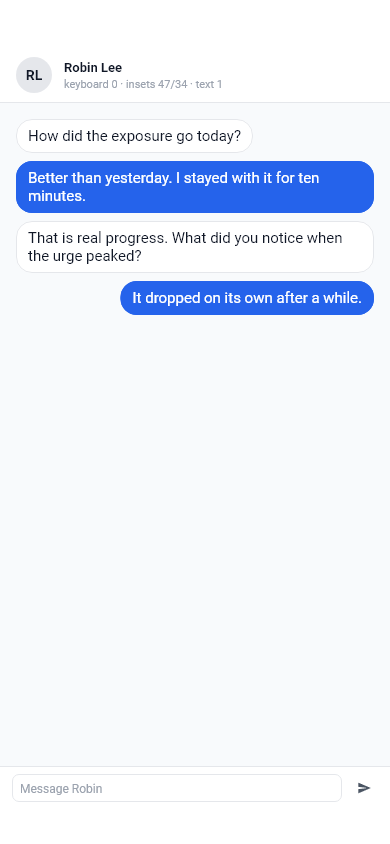 RL
Robin Lee
keyboard 0 · insets 47/34 · text 1
How did the exposure go today?
Better than yesterday. I stayed with it for ten
minutes.
That is real progress. What did you notice when
the urge peaked?
It dropped on its own after a while.
Message Robin